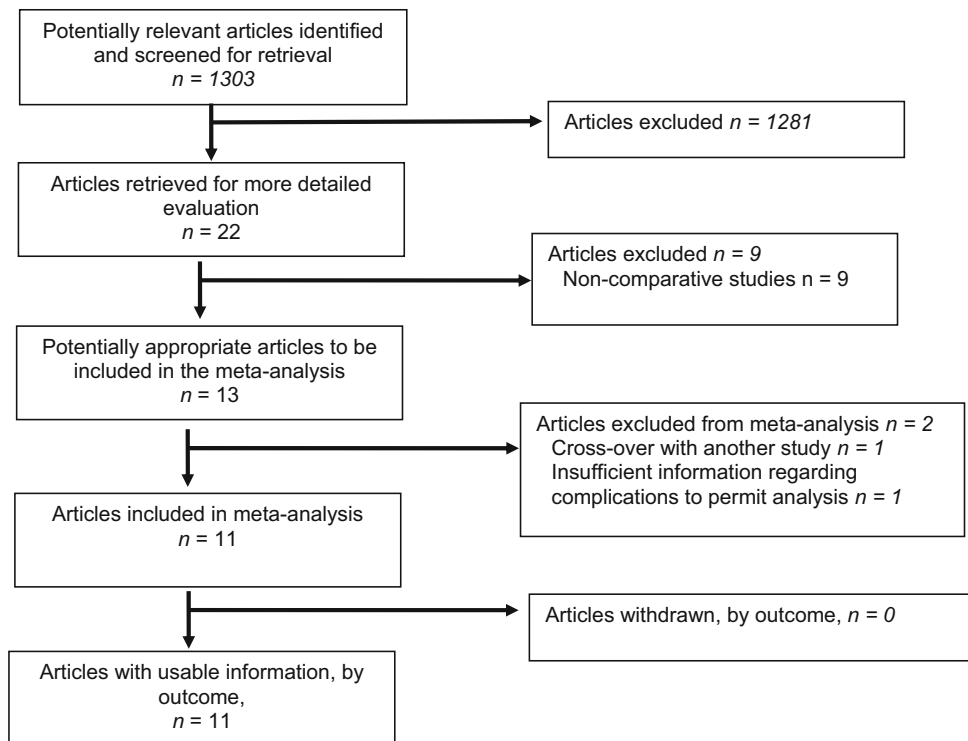 Potentially relevant articles identified
and screened for retrieval
n = 1303
Articles excluded n = 1281
Articles retrieved for more detailed
evaluation
n = 22
Articles excluded n = 9
Non-comparative studies n = 9
Potentially appropriate articles to be
included in the meta-analysis
n = 13
Articles excluded from meta-analysis n = 2
Cross-over with another study n = 1
Insufficient information regarding
complications to permit analysis n = 1
Articles included in meta-analysis
n = 11
Articles withdrawn, by outcome, n = 0
Articles with usable information, by
outcome,
n = 11